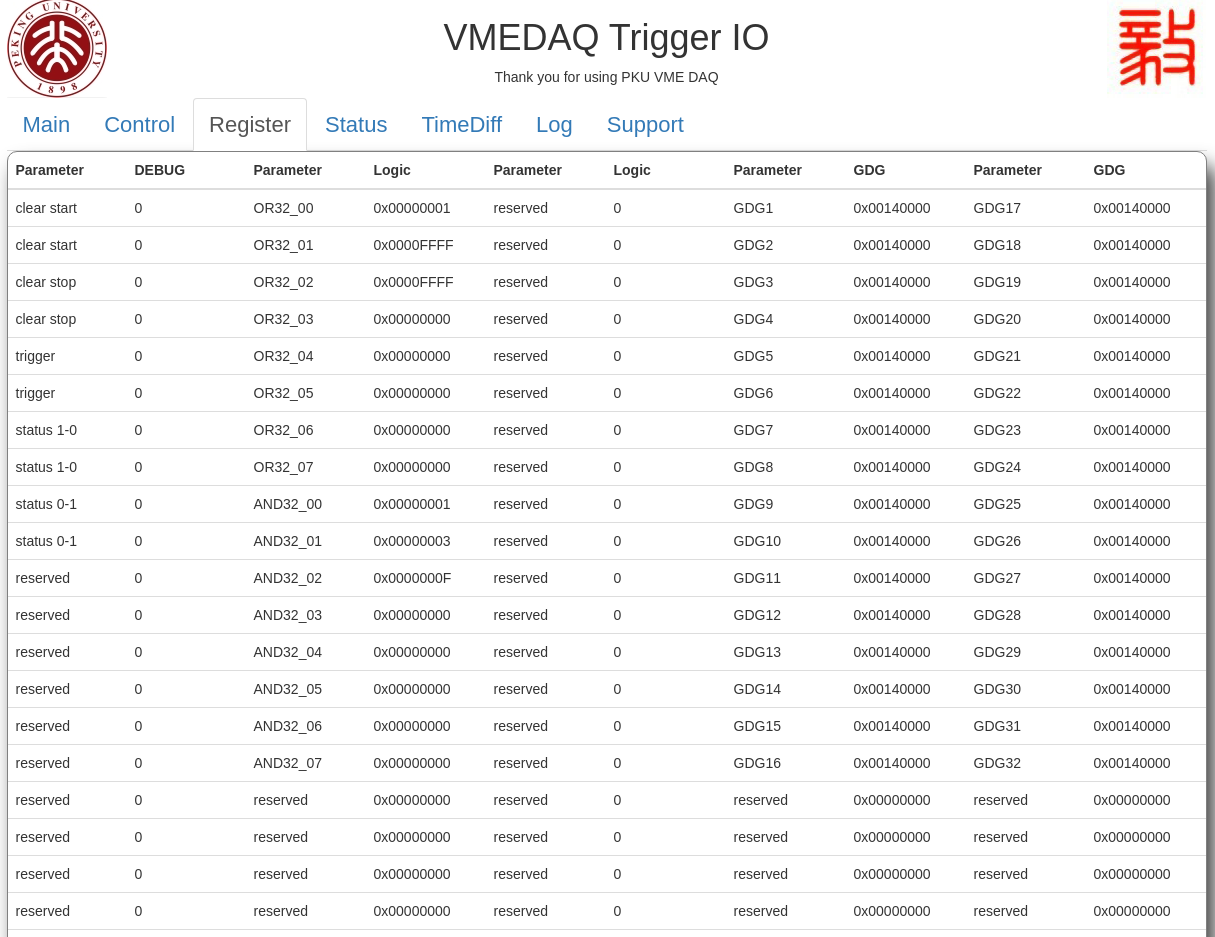 PEKING UNIVERSITY
1898
VMEDAQ Trigger IO
Thank you for using PKU VME DAQ
Main Control Register Status TimeDiff Log Support
Parameter DEBUG Parameter Logic Parameter Logic Parameter GDG Parameter GDG
clear start 0 OR32_00 0x00000001 reserved 0 GDG1 0x00140000 GDG17 0x00140000
clear start 0 OR32_01 0x0000FFFF reserved 0 GDG2 0x00140000 GDG18 0x00140000
clear stop 0 OR32_02 0x0000FFFF reserved 0 GDG3 0x00140000 GDG19 0x00140000
clear stop 0 OR32_03 0x00000000 reserved 0 GDG4 0x00140000 GDG20 0x00140000
trigger 0 OR32_04 0x00000000 reserved 0 GDG5 0x00140000 GDG21 0x00140000
trigger 0 OR32_05 0x00000000 reserved 0 GDG6 0x00140000 GDG22 0x00140000
status 1-0 0 OR32_06 0x00000000 reserved 0 GDG7 0x00140000 GDG23 0x00140000
status 1-0 0 OR32_07 0x00000000 reserved 0 GDG8 0x00140000 GDG24 0x00140000
status 0-1 0 AND32_00 0x00000001 reserved 0 GDG9 0x00140000 GDG25 0x00140000
status 0-1 0 AND32_01 0x00000003 reserved 0 GDG10 0x00140000 GDG26 0x00140000
reserved 0 AND32_02 0x0000000F reserved 0 GDG11 0x00140000 GDG27 0x00140000
reserved 0 AND32_03 0x00000000 reserved 0 GDG12 0x00140000 GDG28 0x00140000
reserved 0 AND32_04 0x00000000 reserved 0 GDG13 0x00140000 GDG29 0x00140000
reserved 0 AND32_05 0x00000000 reserved 0 GDG14 0x00140000 GDG30 0x00140000
reserved 0 AND32_06 0x00000000 reserved 0 GDG15 0x00140000 GDG31 0x00140000
reserved 0 AND32_07 0x00000000 reserved 0 GDG16 0x00140000 GDG32 0x00140000
reserved 0 reserved 0x00000000 reserved 0 reserved 0x00000000 reserved 0x00000000
reserved 0 reserved 0x00000000 reserved 0 reserved 0x00000000 reserved 0x00000000
reserved 0 reserved 0x00000000 reserved 0 reserved 0x00000000 reserved 0x00000000
reserved 0 reserved 0x00000000 reserved 0 reserved 0x00000000 reserved 0x00000000